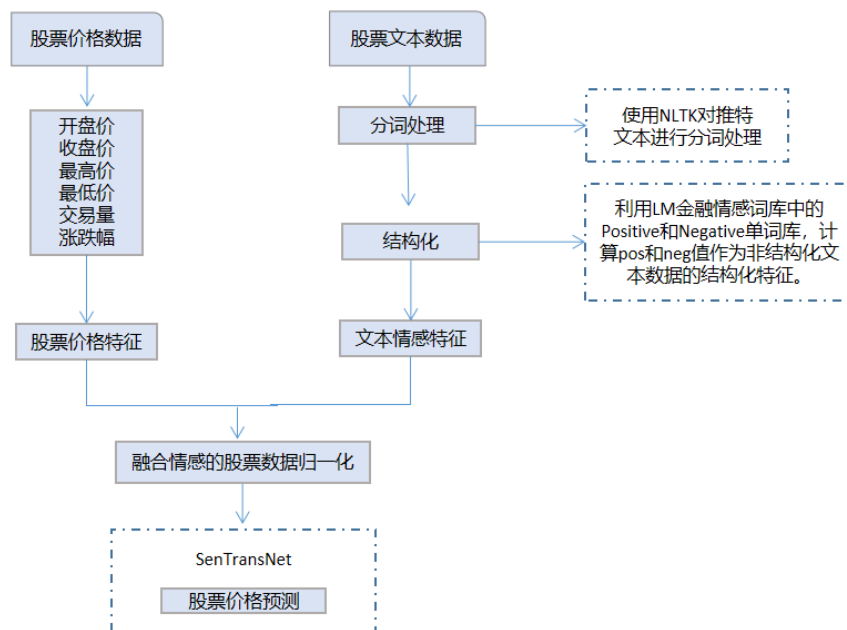 股票价格数据
股票文本数据
开盘价
收盘价
最高价
最低价
交易量
涨跌幅
分词处理
使用NLTK对推特
文本进行分词处理
结构化
利用LM金融情感词库中的
Positive和Negative单词库，计
算pos和neg值作为非结构化文
本数据的结构化特征。
股票价格特征
文本情感特征
融合情感的股票数据归一化
SenTransNet
股票价格预测